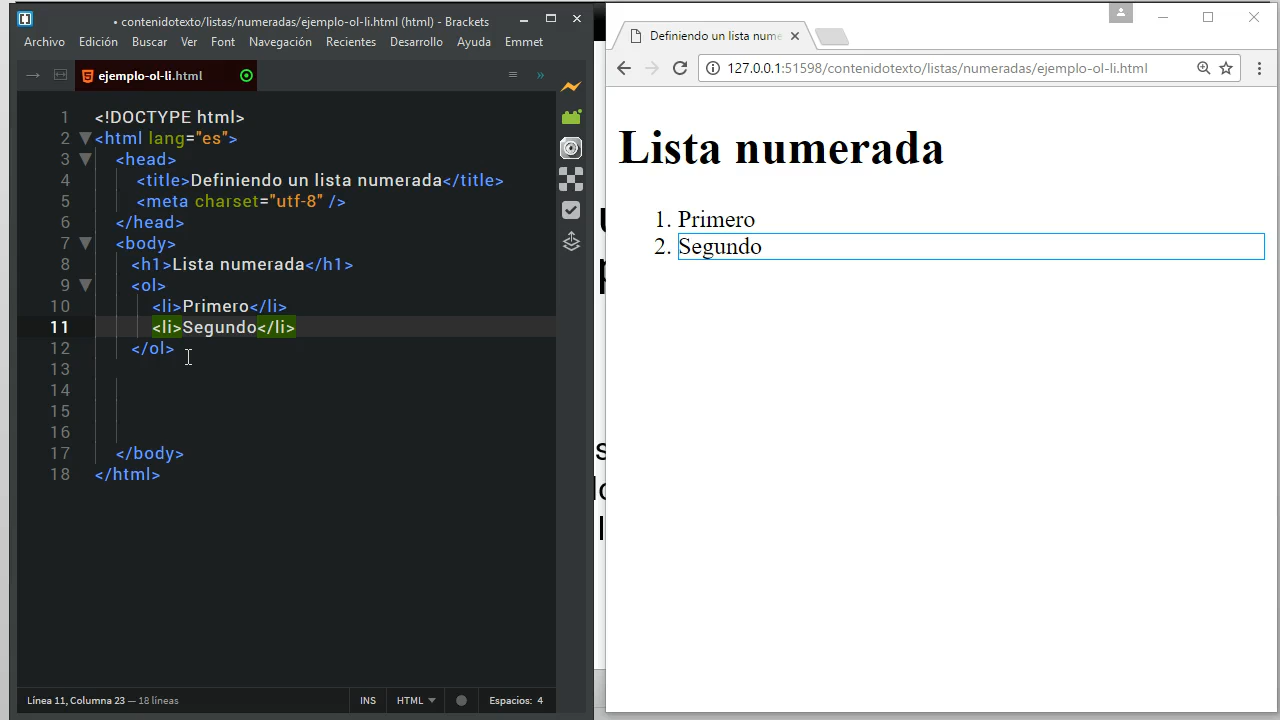 • contenidotexto/listas/numeradas/ejemplo-ol-li.html (html) - Brackets
Archivo Edición Buscar Ver Font Navegación Recientes Desarrollo Ayuda Emmet
ejemplo-ol-li.html
1 <!DOCTYPE html>
2 <html lang="es">
3 <head>
4 <title>Definiendo un lista numerada</title>
5 <meta charset="utf-8" />
6 </head>
7 <body>
8 <h1>Lista numerada</h1>
9 <ol>
10 <li>Primero</li>
11 <li>Segundo</li>
12 </ol>
13
14
15
16
17 </body>
18 </html>
Línea 11, Columna 23 — 18 líneas INS HTML Espacios: 4
Definiendo un lista nume
127.0.0.1:51598/contenidotexto/listas/numeradas/ejemplo-ol-li.html
Lista numerada
1. Primero
2. Segundo